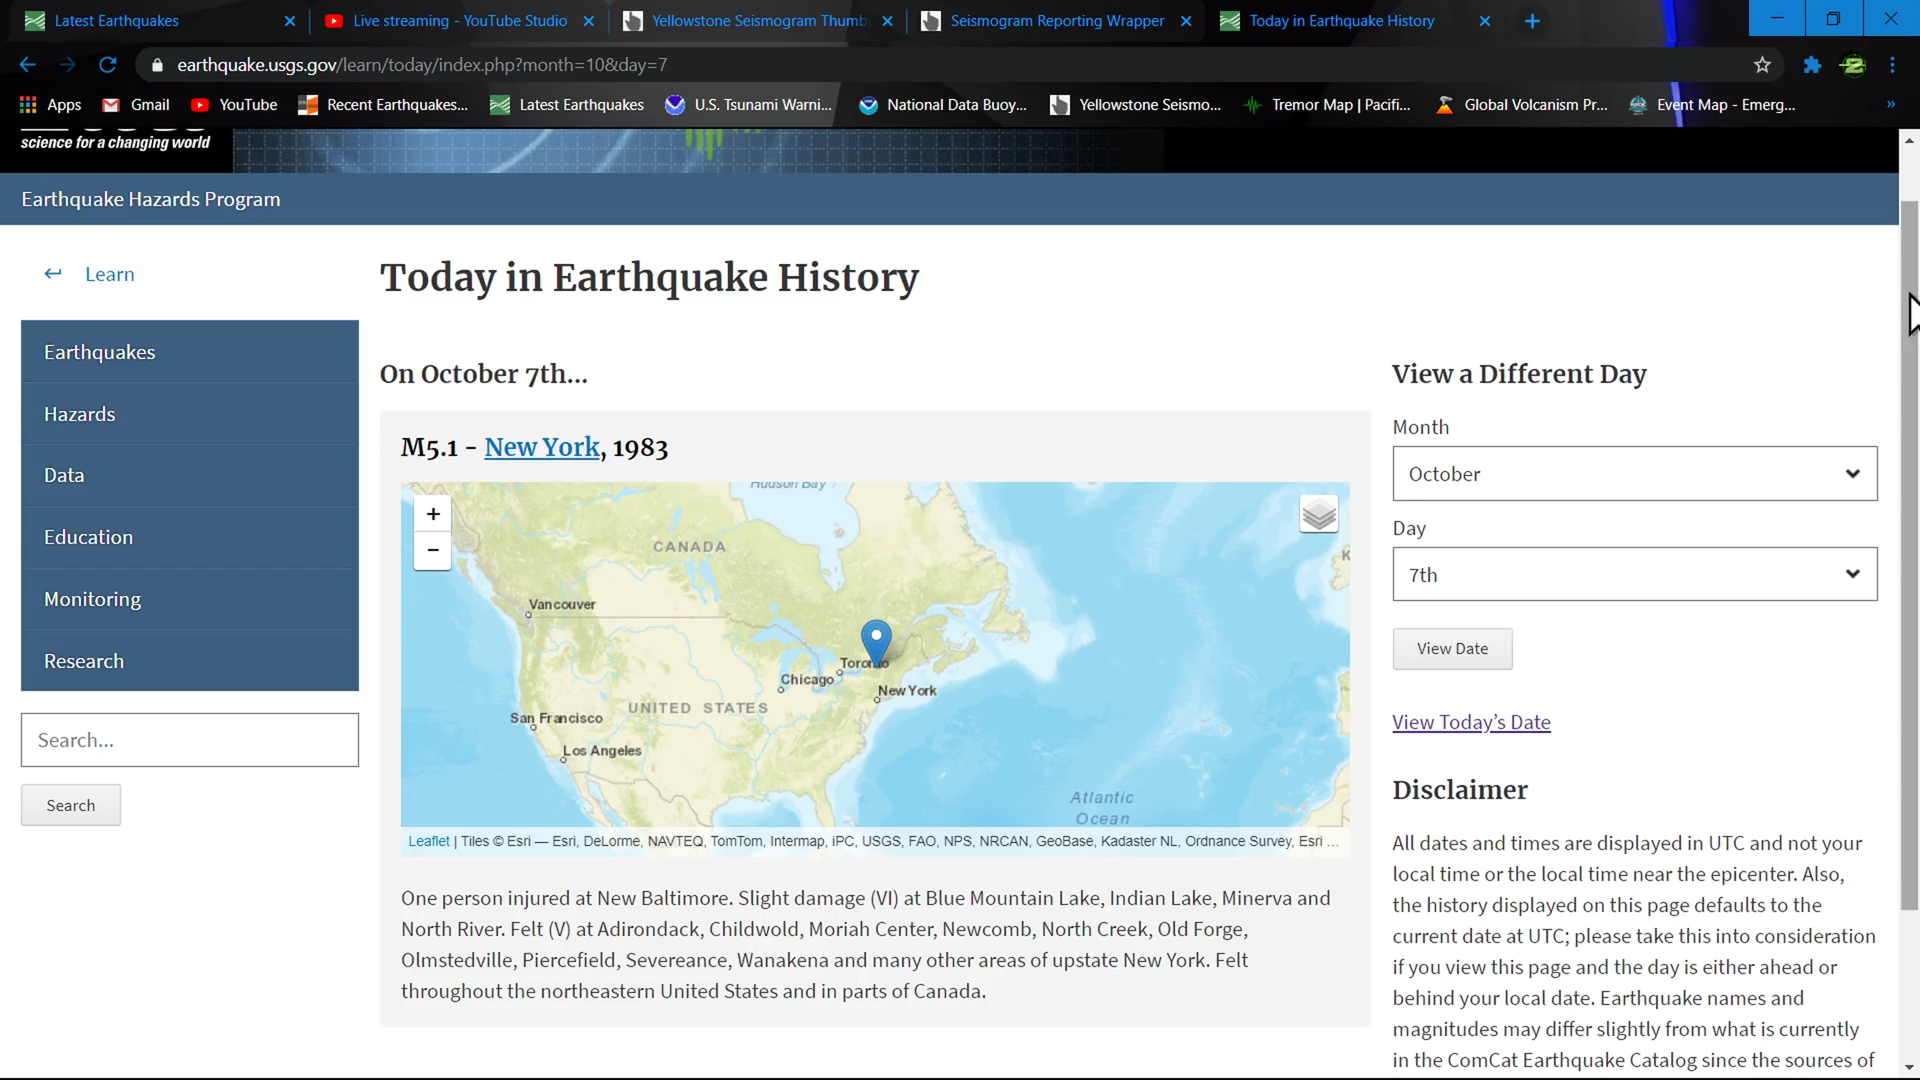 Latest Earthquakes
Live streaming - YouTube Studio
Yellowstone Seismogram Thumb
Seismogram Reporting Wrapper
Today in Earthquake History
earthquake.usgs.gov/learn/today/index.php?month=10&day=7
Apps
Gmail
YouTube
Recent Earthquakes...
Latest Earthquakes
U.S. Tsunami Warni...
National Data Buoy...
Yellowstone Seismo...
Tremor Map | Pacifi...
Global Volcanism Pr...
Event Map - Emerg...
»
science for a changing world
Earthquake Hazards Program
Learn
Earthquakes
Hazards
Data
Education
Monitoring
Research
Search...
Search
Today in Earthquake History
On October 7th...
M5.1 - New York, 1983
+
−
Hudson Bay
CANADA
Vancouver
Toronto
Chicago
New York
UNITED STATES
San Francisco
Los Angeles
Atlantic
Ocean
Leaflet | Tiles © Esri — Esri, DeLorme, NAVTEQ, TomTom, Intermap, iPC, USGS, FAO, NPS, NRCAN, GeoBase, Kadaster NL, Ordnance Survey, Esri ...
One person injured at New Baltimore. Slight damage (VI) at Blue Mountain Lake, Indian Lake, Minerva and
North River. Felt (V) at Adirondack, Childwold, Moriah Center, Newcomb, North Creek, Old Forge,
Olmstedville, Piercefield, Severeance, Wanakena and many other areas of upstate New York. Felt
throughout the northeastern United States and in parts of Canada.
View a Different Day
Month
October
Day
7th
View Date
View Today's Date
Disclaimer
All dates and times are displayed in UTC and not your
local time or the local time near the epicenter. Also,
the history displayed on this page defaults to the
current date at UTC; please take this into consideration
if you view this page and the day is either ahead or
behind your local date. Earthquake names and
magnitudes may differ slightly from what is currently
in the ComCat Earthquake Catalog since the sources of